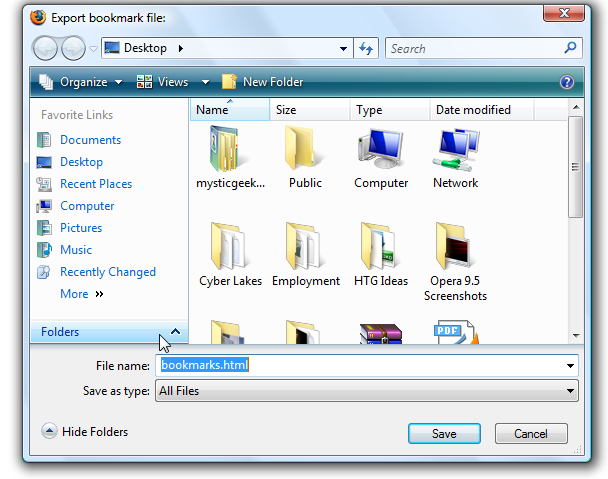 Export bookmark file:
Desktop
Search
Organize Views New Folder
Favorite Links
Documents
Desktop
Recent Places
Computer
Pictures
Music
Recently Changed
More »
Folders
Name Size Type Date modified
mysticgeek... Public Computer Network
Cyber Lakes Employment HTG Ideas Opera 9.5 Screenshots
PDF
File name: bookmarks.html
Save as type: All Files
Hide Folders Save Cancel